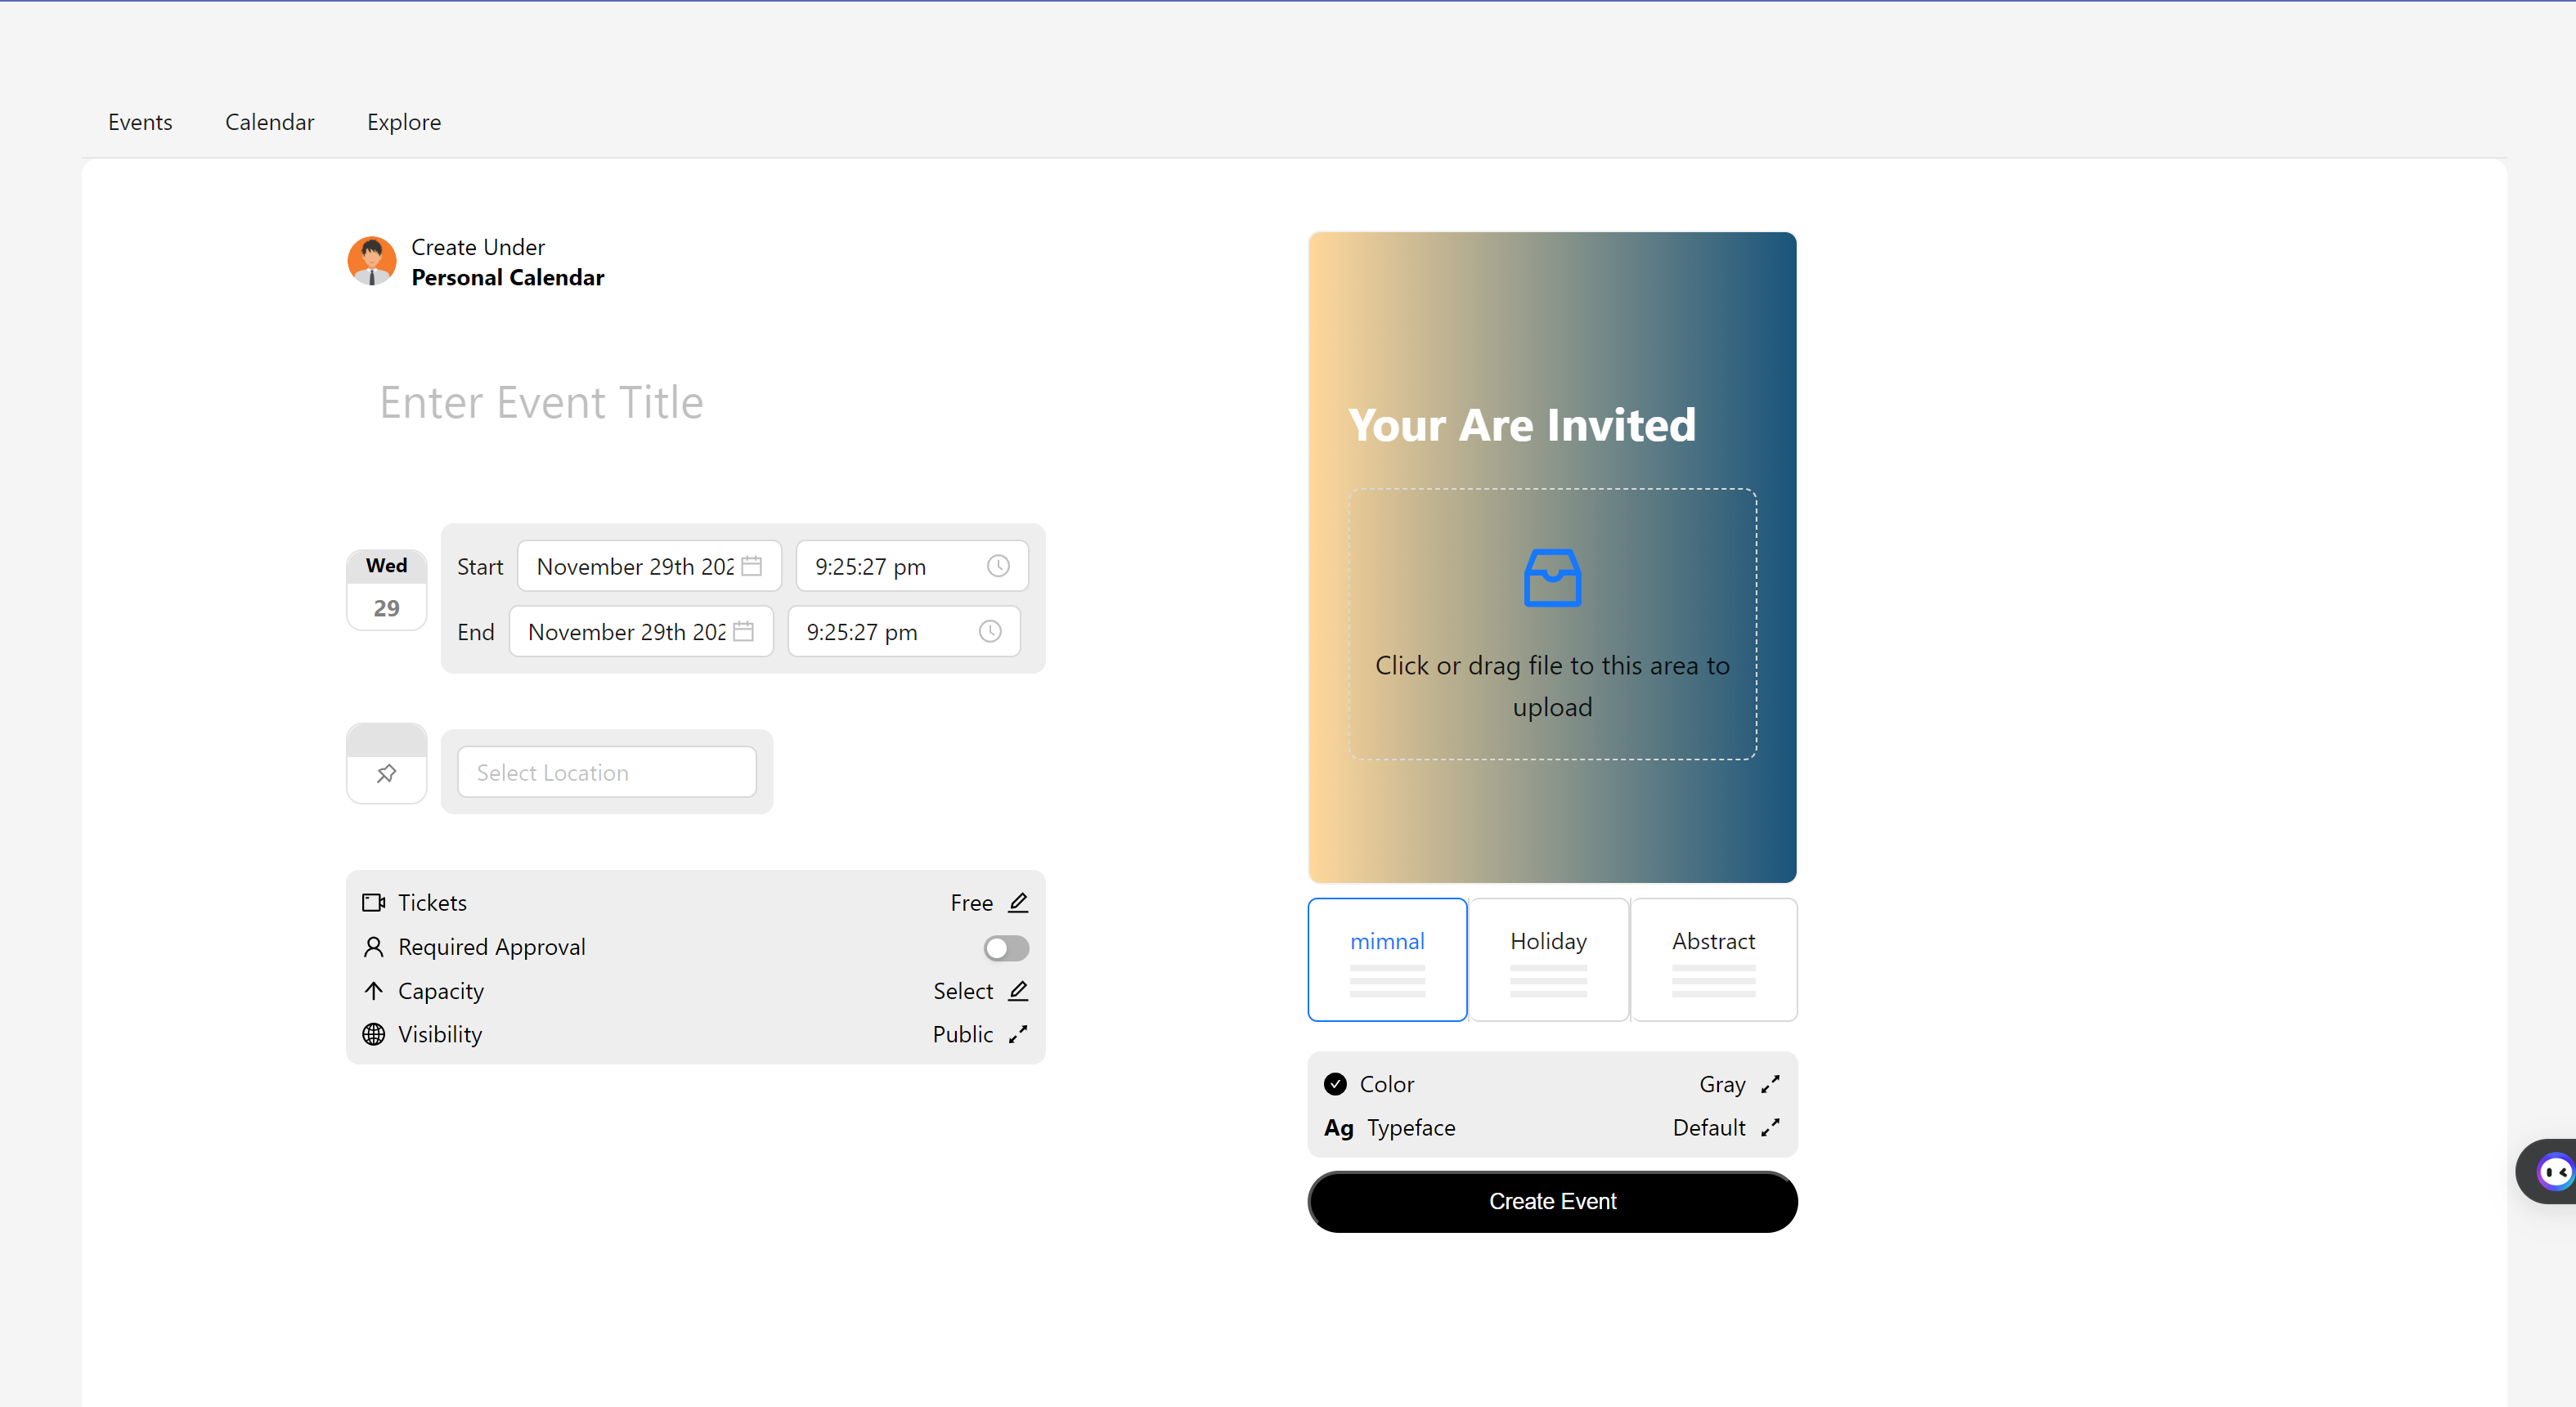 Events Calendar Explore
Create Under
Personal Calendar
Enter Event Title
Wed
29
Start November 29th 202 9:25:27 pm
End November 29th 202 9:25:27 pm
Select Location
Tickets Free
Required Approval
Capacity Select
Visibility Public
Your Are Invited
Click or drag file to this area to
upload
mimnal Holiday Abstract
Color Gray
Ag Typeface Default
Create Event